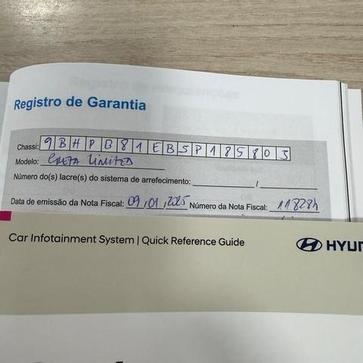 Registro de Garantia
Chassi: 9BHPB81EBSP185803
Modelo: CRETA LIMITED
Número do(s) lacre(s) do sistema de arrefecimento: /
Data de emissão da Nota Fiscal: 09,01,2025 Número da Nota Fiscal:
Car Infotainment System | Quick Reference Guide HYUN